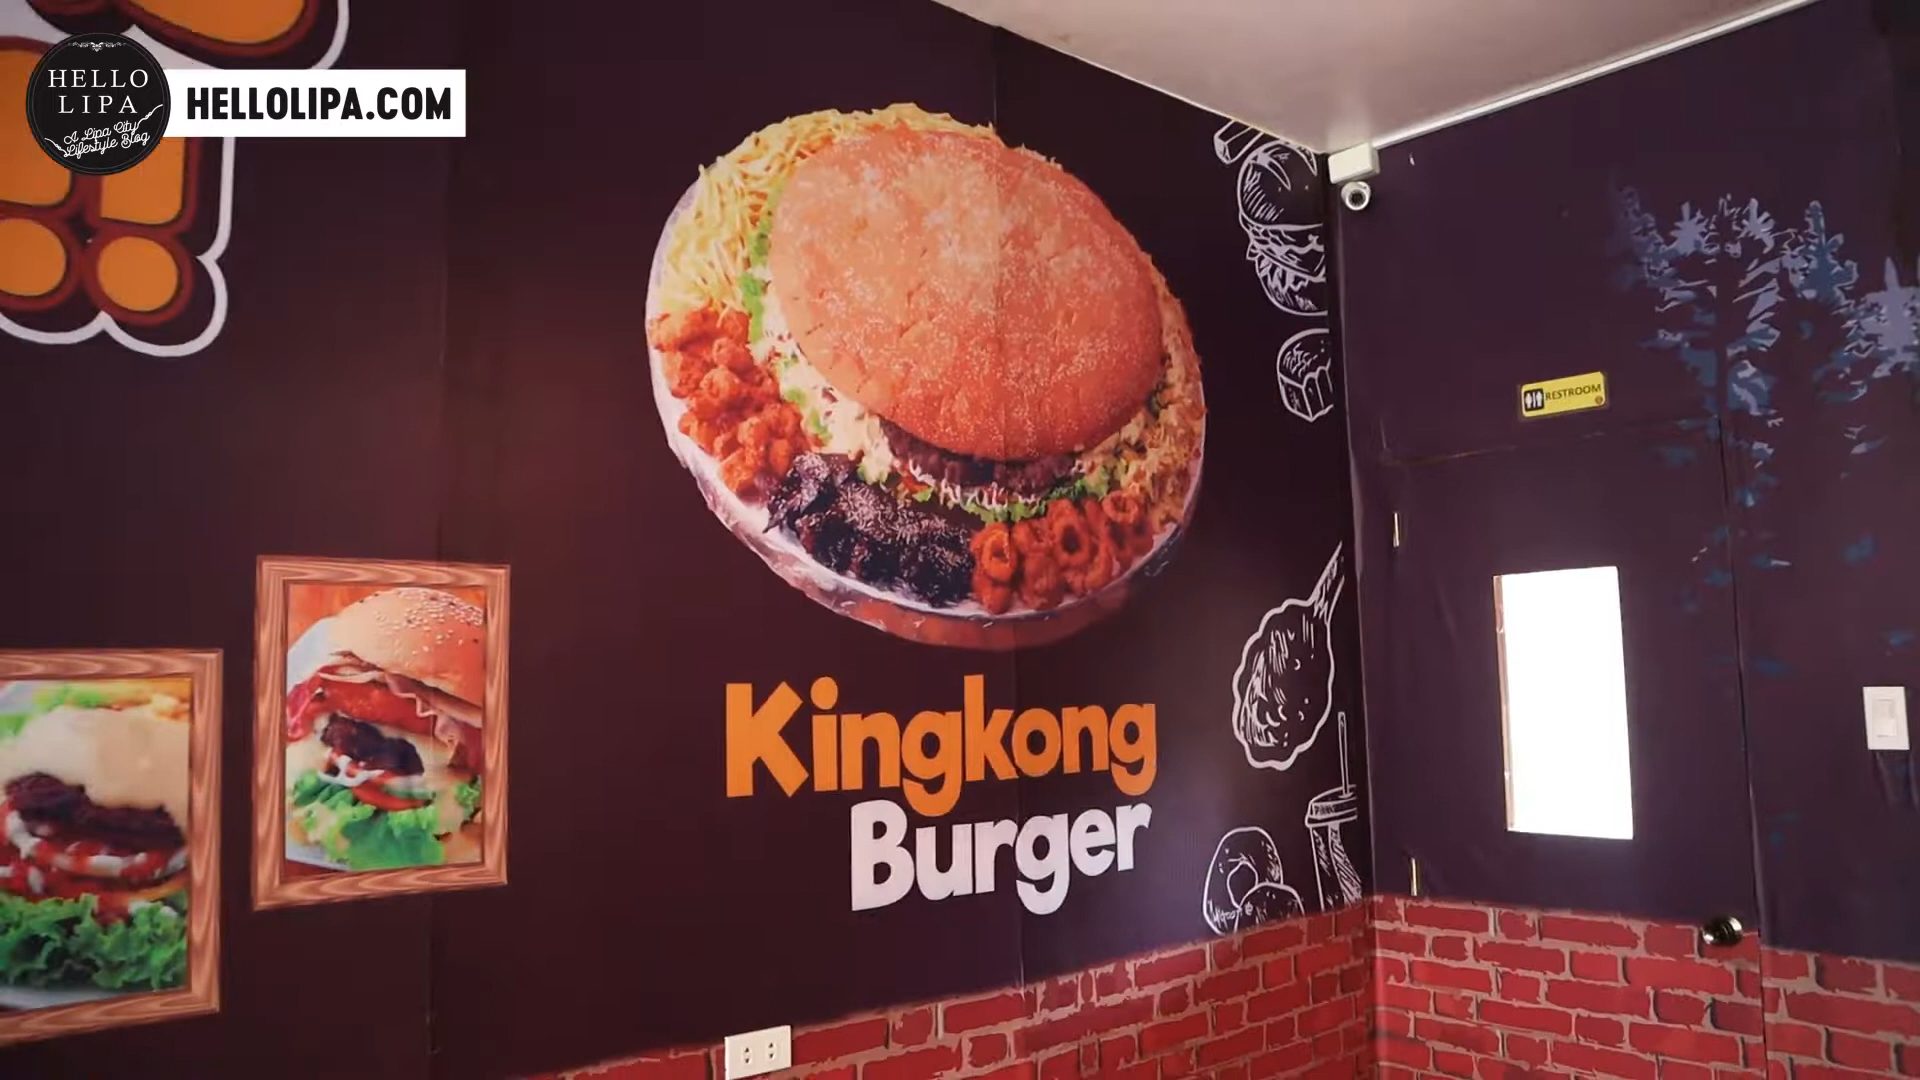 HELLO
LIPA
A Lipa City
Lifestyle Blog
HELLOLIPA.COM
RESTROOM
Kingkong
Burger